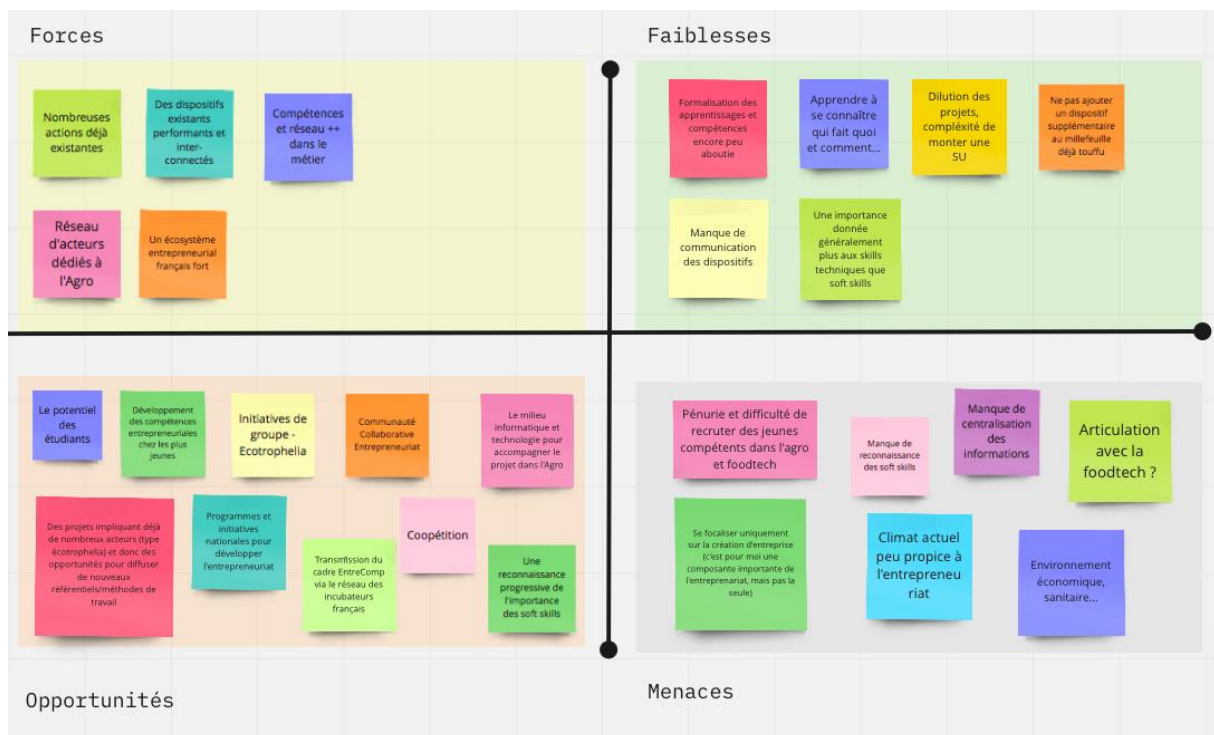 Forces
Nombreuses
actions déjà
existantes
Des dispositifs
existants
performants et
inter-
connectés
Compétences
et réseau ++
dans le
métier
Réseau
d'acteurs
dédiés à
l'Agro
Un écosystème
entrepreneurial
français fort
Faiblesses
Formalisation des
apprentissages et
compétences
encore peu
aboutie
Apprendre à
se connaître
qui fait quoi
et comment...
Dilution des
projets,
compléxité de
monter une
SU
Ne pas ajouter
un dispositif
supplémentaire
au millefeuille
déjà touffu
Manque de
communication
des dispositifs
Une importance
donnée
généralement
plus aux skills
techniques que
soft skills
Le potentiel
des
étudiants
Développement
des compétences
entrepreneuriales
chez les plus
jeunes
Initiatives de
groupe -
Ecotrophelia
Communauté
Collaborative
Entrepreneuriat
Le milieu
informatique et
technologie pour
accompagner le
projet dans l'Agro
Des projets impliquant déjà
de nombreux acteurs (type
écotrophelia) et donc des
opportunités pour diffuser
de nouveaux
référentiels/méthodes de
travail
Programmes et
initiatives
nationales pour
développer
l'entrepreneuriat
Transmission du
cadre EntreComp
via le réseau des
incubateurs
français
Coopétition
Une
reconnaissance
progressive de
l'importance
des soft skills
Opportunités
Pénurie et difficulté de
recruter des jeunes
compétents dans l'agro
et foodtech
Manque de
reconnaissance
des soft skills
Manque de
centralisation
des
informations
Articulation
avec la
foodtech ?
Se focaliser uniquement
sur la création d'entreprise
(c'est pour moi une
composante importante de
l'entreprenariat, mais pas la
seule)
Climat actuel
peu propice à
l'entrepreneu
riat
Environnement
économique,
sanitaire...
Menaces